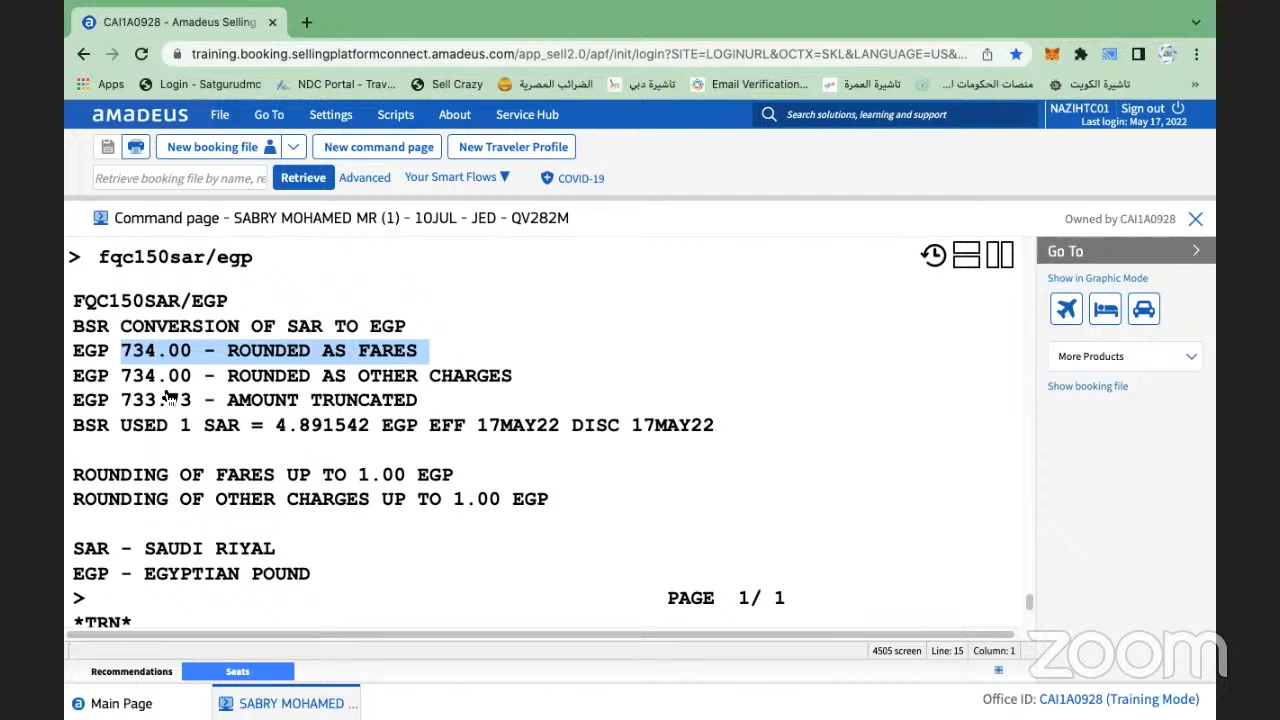 CAI1A0928 - Amadeus Selling
training.booking.sellingplatformconnect.amadeus.com/app_sell2.0/apf/init/login?SITE=LOGINURL&OCTX=SKL&LANGUAGE=US&...
Apps Login - Satgurudmc NDC Portal - Trav... Sell Crazy الضرائب المصرية تاشيرة دبي Email Verification... تاشيرة العمرة منصات الحكومات ا... تاشيرة الكويت »
amadeus File Go To Settings Scripts About Service Hub Search solutions, learning and support NAZIHTC01 Sign out
Last login: May 17, 2022
New booking file New command page New Traveler Profile
Retrieve booking file by name, re Retrieve Advanced Your Smart Flows COVID-19
Command page - SABRY MOHAMED MR (1) - 10JUL - JED - QV282M Owned by CAI1A0928
> fqc150sar/egp
FQC150SAR/EGP
BSR CONVERSION OF SAR TO EGP
EGP 734.00 - ROUNDED AS FARES
EGP 734.00 - ROUNDED AS OTHER CHARGES
EGP - AMOUNT TRUNCATED
BSR USED 1 SAR = 4.891542 EGP EFF 17MAY22 DISC 17MAY22
ROUNDING OF FARES UP TO 1.00 EGP
ROUNDING OF OTHER CHARGES UP TO 1.00 EGP
SAR - SAUDI RIYAL
EGP - EGYPTIAN POUND
> PAGE 1/ 1
*TRN*
Go To
Show in Graphic Mode
More Products
Show booking file
4505 screen Line: 15 Column: 1
Recommendations Seats
Main Page SABRY MOHAMED ... Office ID: CAI1A0928 (Training Mode)
zoom